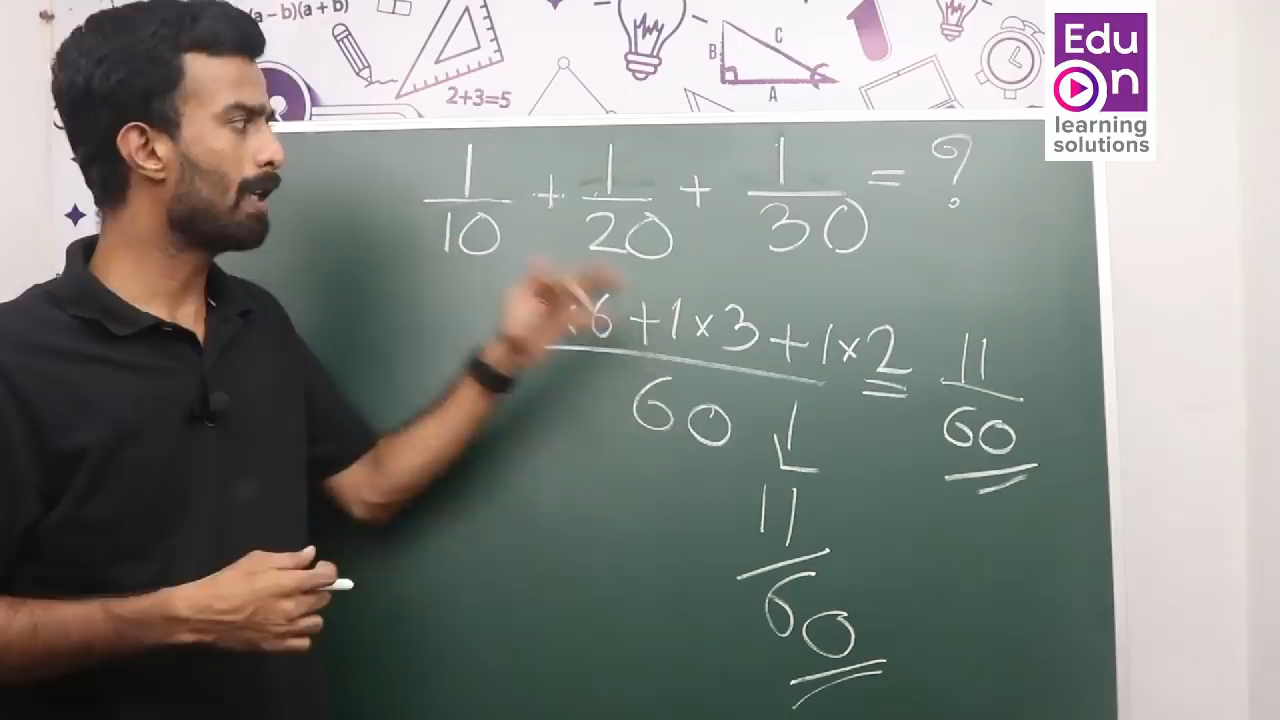 (a-b)(a+b)
2+3=5
B
C
A
Edu
On
learning
solutions
1/10 + 1/20 + 1/30 = ?
6 + 1 × 3 + 1 × 2
60
11/60
11/60